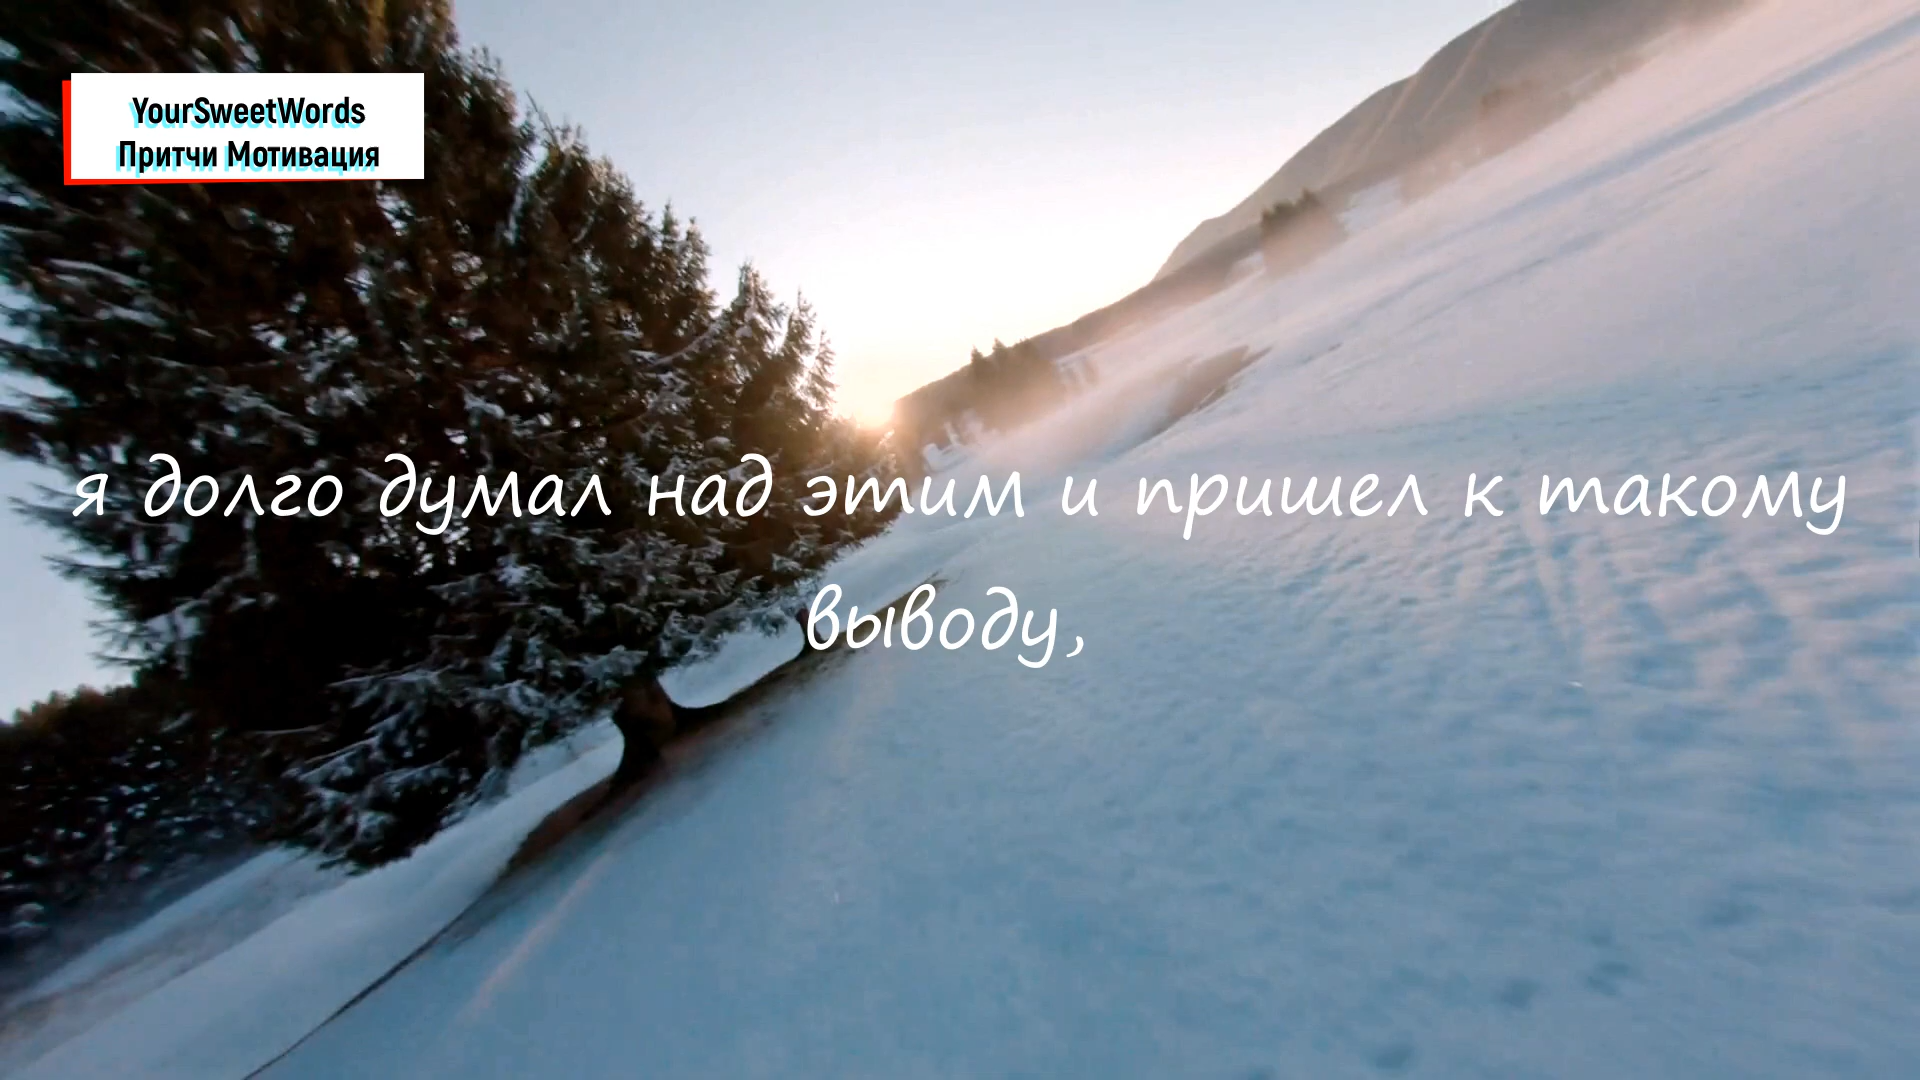 YourSweetWords
Притчи Мотивация
я долго думал над этим и пришел к такому
выводу,